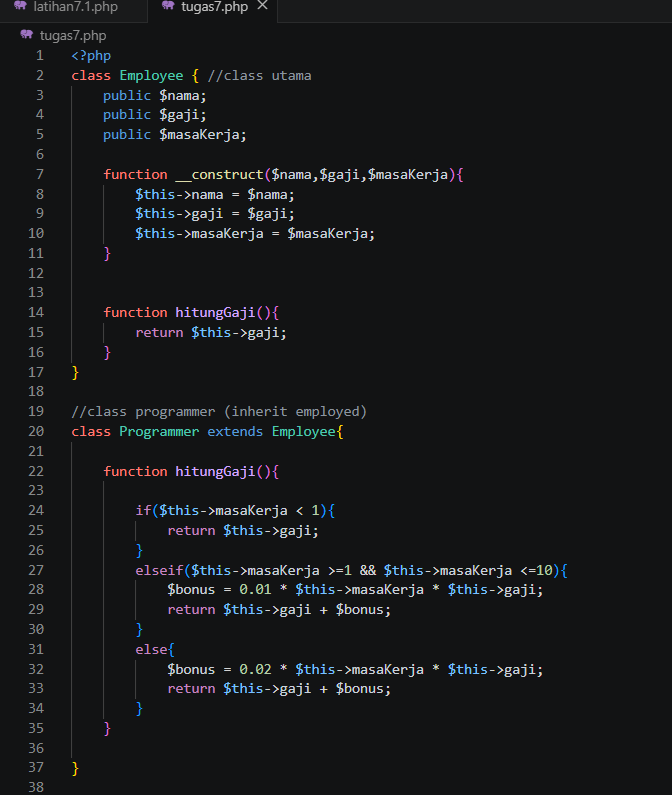 latihan7.1.php tugas7.php ×
tugas7.php
1 <?php
2 class Employee { //class utama
3 public $nama;
4 public $gaji;
5 public $masaKerja;
6
7 function __construct($nama,$gaji,$masaKerja){
8 $this->nama = $nama;
9 $this->gaji = $gaji;
10 $this->masaKerja = $masaKerja;
11 }
12
13
14 function hitungGaji(){
15 return $this->gaji;
16 }
17 }
18
19 //class programmer (inherit employed)
20 class Programmer extends Employee{
21
22 function hitungGaji(){
23
24 if($this->masaKerja < 1){
25 return $this->gaji;
26 }
27 elseif($this->masaKerja >=1 && $this->masaKerja <=10){
28 $bonus = 0.01 * $this->masaKerja * $this->gaji;
29 return $this->gaji + $bonus;
30 }
31 else{
32 $bonus = 0.02 * $this->masaKerja * $this->gaji;
33 return $this->gaji + $bonus;
34 }
35 }
36
37 }
38